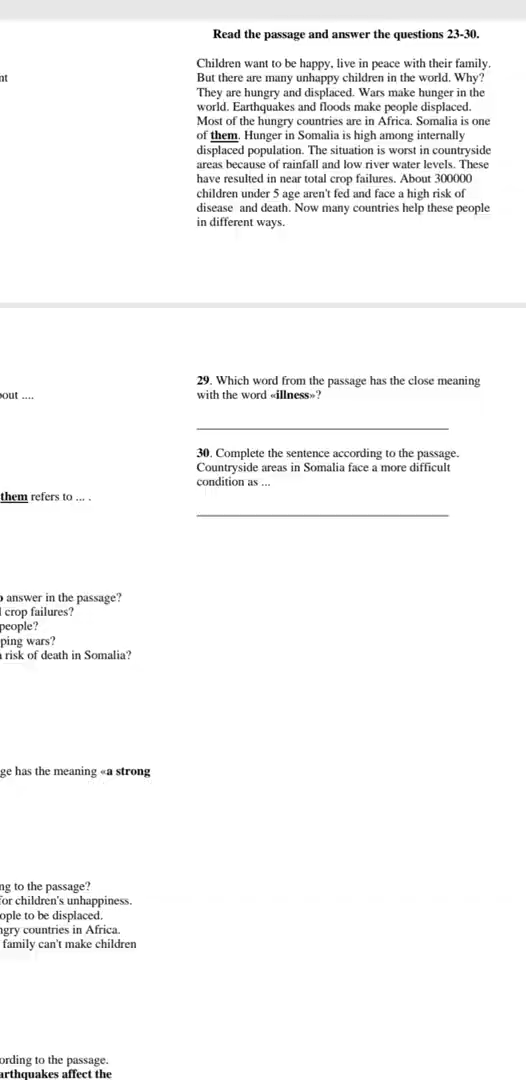 Read the passage and answer the questions 23-30.
Children want to be happy, live in peace with their family.
But there are many unhappy children in the world. Why?
They are hungry and displaced. Wars make hunger in the
world. Earthquakes and floods make people displaced.
Most of the hungry countries are in Africa. Somalia is one
of them. Hunger in Somalia is high among internally
displaced population. The situation is worst in countryside
areas because of rainfall and low river water levels. These
have resulted in near total crop failures. About 300000
children under 5 age aren't fed and face a high risk of
disease and death. Now many countries help these people
in different ways.
nt
out ....
them refers to ... .
answer in the passage?
crop failures?
people?
ping wars?
risk of death in Somalia?
ge has the meaning «a strong
ng to the passage?
for children's unhappiness.
ople to be displaced.
ngry countries in Africa.
family can't make children
ording to the passage.
arthquakes affect the
29. Which word from the passage has the close meaning
with the word «illness»?
30. Complete the sentence according to the passage.
Countryside areas in Somalia face a more difficult
condition as ...